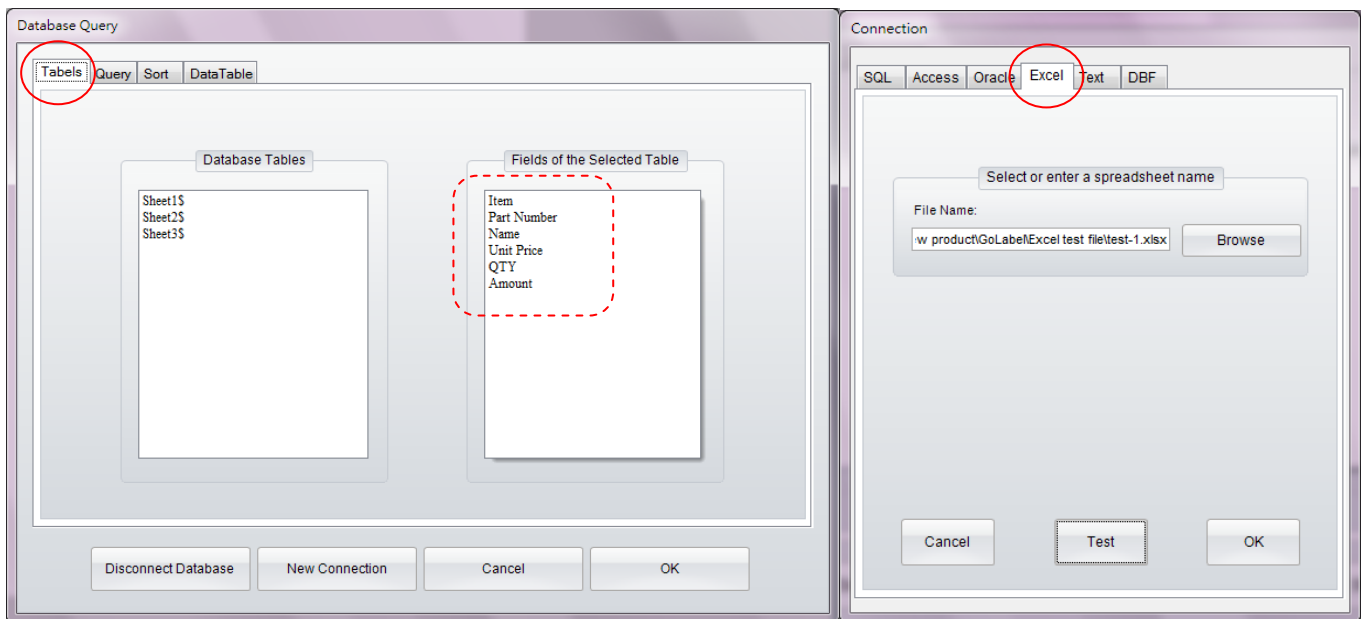 Database Query
Tabels Query Sort DataTable
Database Tables
Sheet1$
Sheet2$
Sheet3$
Fields of the Selected Table
Item
Part Number
Name
Unit Price
QTY
Amount
Disconnect Database New Connection Cancel OK
Connection
SQL Access Oracle Excel Text DBF
Select or enter a spreadsheet name
File Name:
w product\GoLabel\Excel test file\test-1.xlsx Browse
Cancel Test OK